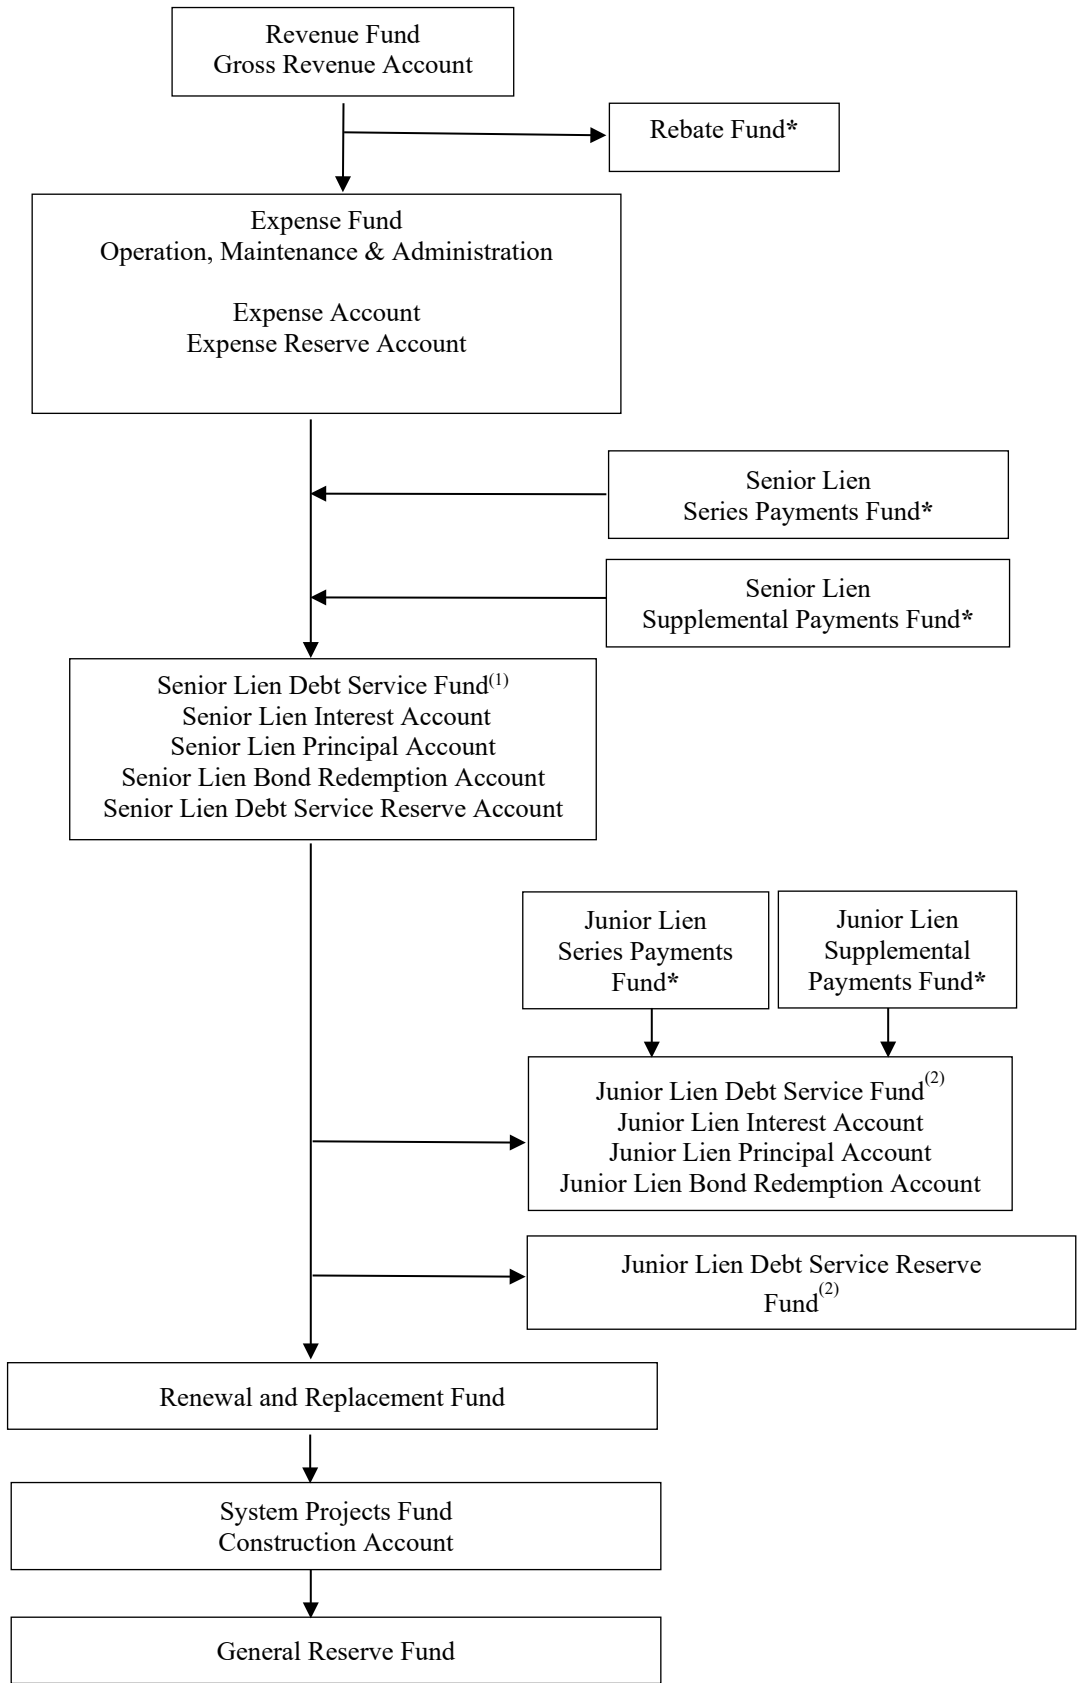 Revenue Fund
Gross Revenue Account
Rebate Fund*
Expense Fund
Operation, Maintenance & Administration
Expense Account
Expense Reserve Account
Senior Lien
Series Payments Fund*
Senior Lien
Supplemental Payments Fund*
Senior Lien Debt Service Fund(1)
Senior Lien Interest Account
Senior Lien Principal Account
Senior Lien Bond Redemption Account
Senior Lien Debt Service Reserve Account
Junior Lien
Series Payments
Fund*
Junior Lien
Supplemental
Payments Fund*
Junior Lien Debt Service Fund(2)
Junior Lien Interest Account
Junior Lien Principal Account
Junior Lien Bond Redemption Account
Junior Lien Debt Service Reserve
Fund(2)
Renewal and Replacement Fund
System Projects Fund
Construction Account
General Reserve Fund